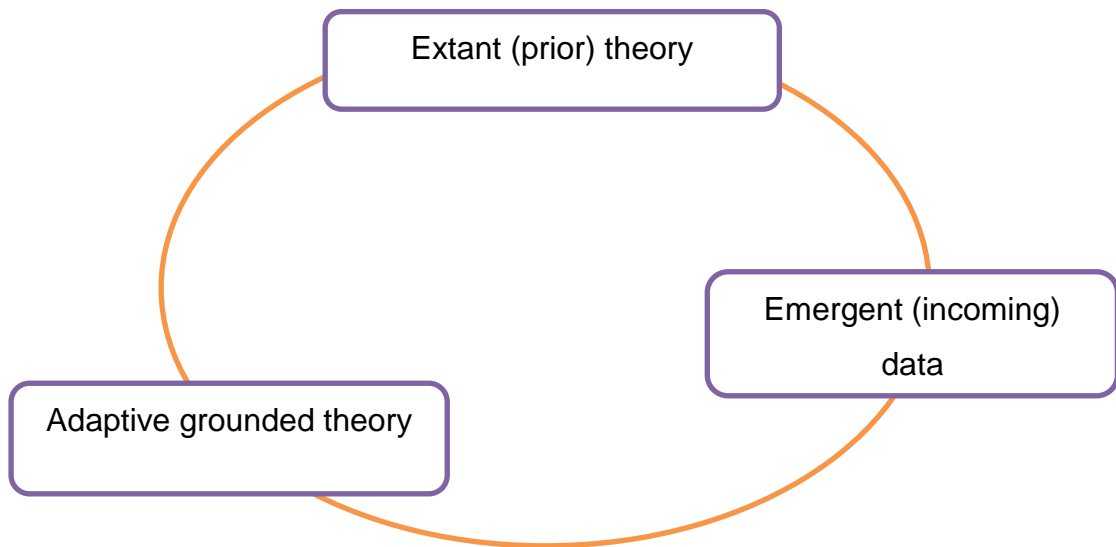 Extant (prior) theory
Emergent (incoming)
data
Adaptive grounded theory